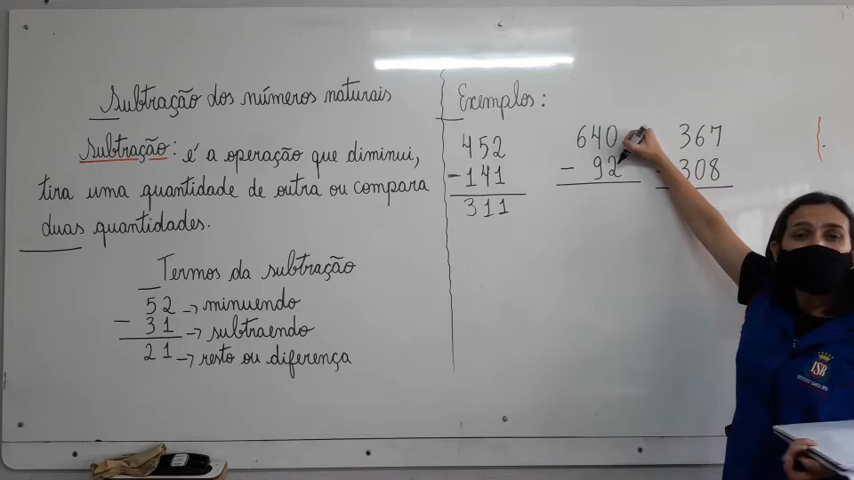 Subtração dos números naturais
Subtração: é a operação que diminui,
tira uma quantidade de outra ou compara
duas quantidades.
Termos da subtração
52 → minuendo
- 31 → subtraendo
21 → resto ou diferença
Exemplos:
452
- 141
311
640
- 92
367
308
ISR